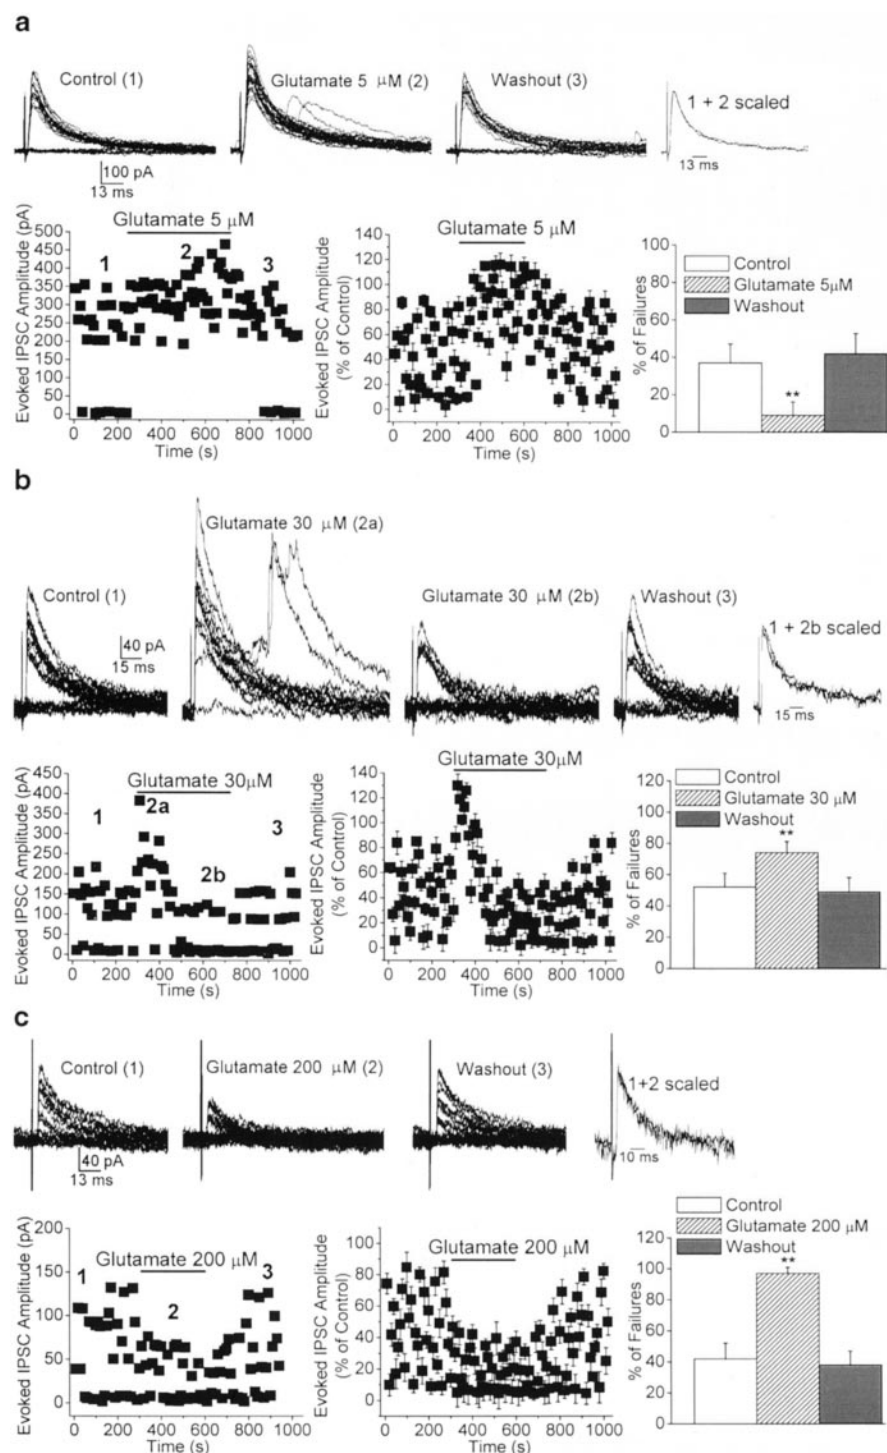 a
Control (1)
Glutamate 5 µM (2)
Washout (3)
1 + 2 scaled
100 pA
13 ms
13 ms
Evoked IPSC Amplitude (pA)
500
450
400
350
300
250
200
150
100
50
0
Glutamate 5 µM
1
2
3
0 200 400 600 800 1000
Time (s)
Evoked IPSC Amplitude
(% of Control)
140
120
100
80
60
40
20
0
Glutamate 5 µM
0 200 400 600 800 1000
Time (s)
% of Failures
100
80
60
40
20
0
Control
Glutamate 5µM
Washout
**
b
Control (1)
Glutamate 30 µM (2a)
Glutamate 30 µM (2b)
Washout (3)
1 + 2b scaled
40 pA
15 ms
15 ms
Evoked IPSC Amplitude (pA)
450
400
350
300
250
200
150
100
50
0
Glutamate 30µM
1
2a
2b
3
0 200 400 600 800 1000
Time (s)
Evoked IPSC Amplitude
(% of Control)
140
120
100
80
60
40
20
0
Glutamate 30µM
0 200 400 600 800 1000
Time (s)
% of Failures
120
100
80
60
40
20
0
Control
Glutamate 30 µM
Washout
**
c
Control (1)
Glutamate 200 µM (2)
Washout (3)
1+2 scaled
40 pA
13 ms
10 ms
Evoked IPSC Amplitude (pA)
200
150
100
50
0
Glutamate 200 µM
1
2
3
0 200 400 600 800 1000
Time (s)
Evoked IPSC Amplitude
(% of Control)
100
80
60
40
20
0
Glutamate 200 µM
0 200 400 600 800 1000
Time (s)
% of Failures
120
100
80
60
40
20
0
Control
Glutamate 200 µM
Washout
**